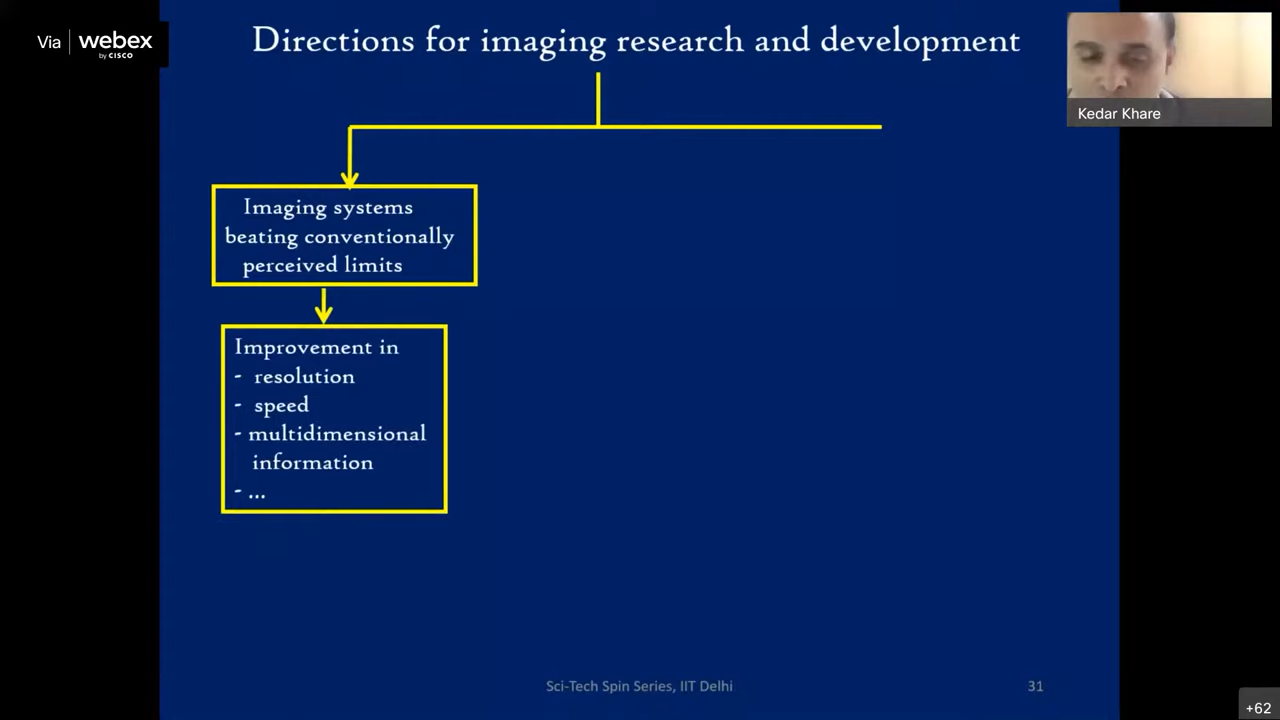 Via webex
by CISCO
Directions for imaging research and development
Kedar Khare
Imaging systems
beating conventionally
perceived limits
Improvement in
- resolution
- speed
- multidimensional
information
- ...
Sci-Tech Spin Series, IIT Delhi
31
+62